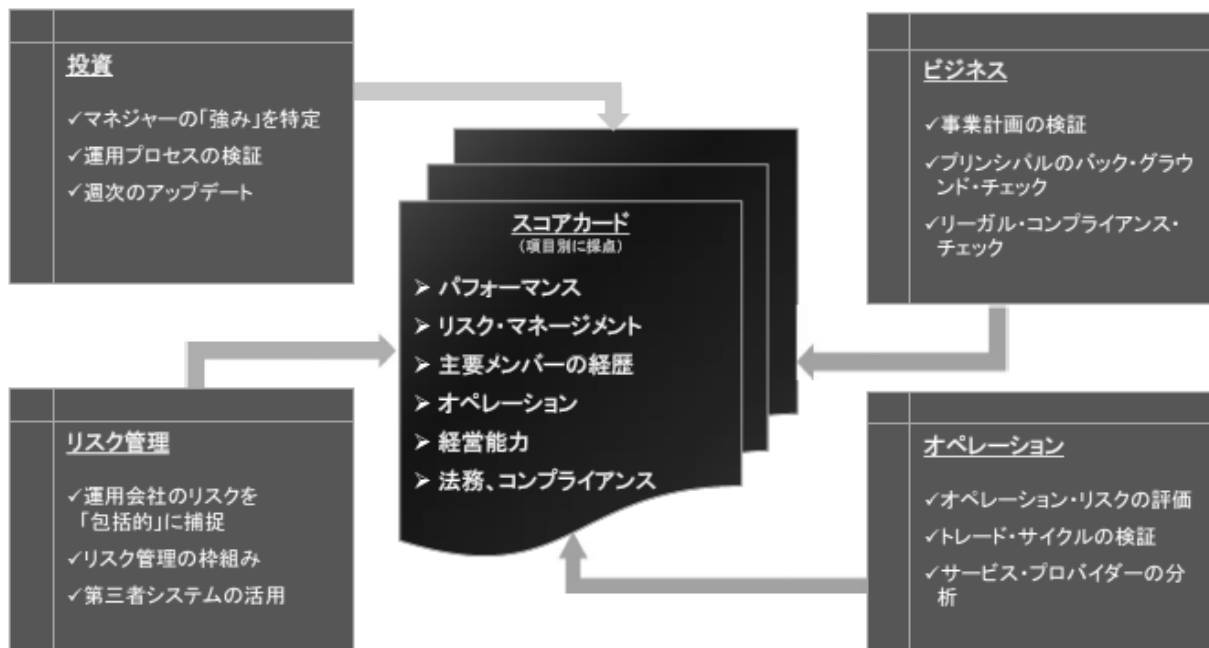 投資
✓マネジャーの「強み」を特定
✓運用プロセスの検証
✓週次のアップデート
ビジネス
✓事業計画の検証
✓プリンシパルのバック・グラウ
ンド・チェック
✓リーガル・コンプライアンス・
チェック
スコアカード
(項目別に採点)
➢ パフォーマンス
➢ リスク・マネージメント
➢ 主要メンバーの経歴
➢ オペレーション
➢ 経営能力
➢ 法務、コンプライアンス
リスク管理
✓運用会社のリスクを
「包括的」に捕捉
✓リスク管理の枠組み
✓第三者システムの活用
オペレーション
✓オペレーション・リスクの評価
✓トレード・サイクルの検証
✓サービス・プロバイダーの分
析